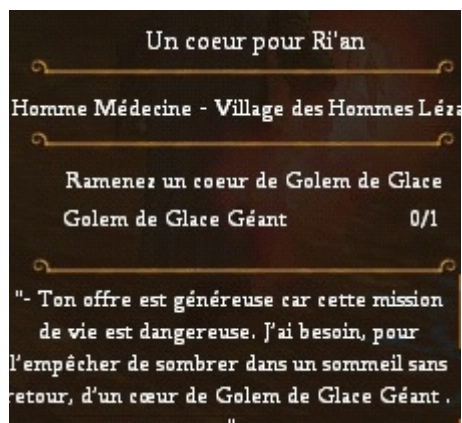 Un coeur pour Ri'an
Homme Médecine - Village des Hommes Léza
Ramenez un coeur de Golem de Glace
Golem de Glace Géant 0/1
"- Ton offre est généreuse car cette mission
de vie est dangereuse. J'ai besoin, pour
l'empêcher de sombrer dans un sommeil sans
retour, d'un cœur de Golem de Glace Géant .
"